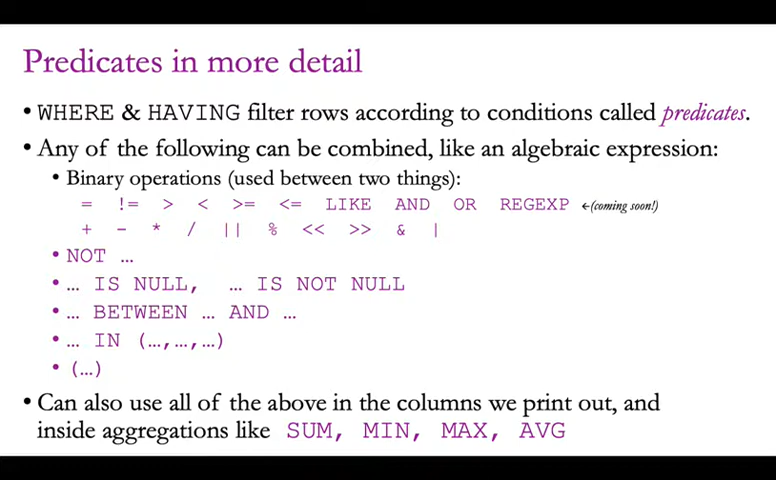 Predicates in more detail
• WHERE & HAVING filter rows according to conditions called predicates.
• Any of the following can be combined, like an algebraic expression:
• Binary operations (used between two things):
= != > < >= <= LIKE AND OR REGEXP ←(coming soon!)
+ - * / || % << >> & |
• NOT …
• … IS NULL, … IS NOT NULL
• … BETWEEN … AND …
• … IN (…,…,…)
• (…)
• Can also use all of the above in the columns we print out, and
inside aggregations like SUM, MIN, MAX, AVG